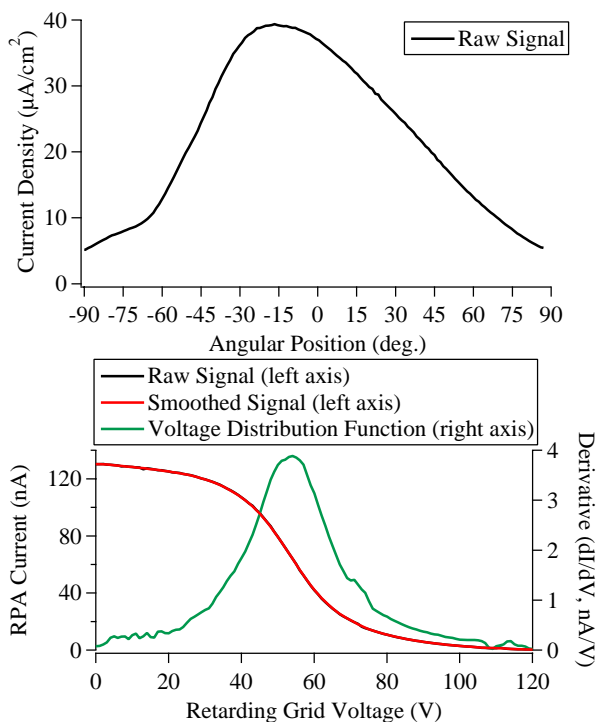 40
30
20
10
0
Current Density (µA/cm²)
Raw Signal
-90 -75 -60 -45 -30 -15 0 15 30 45 60 75 90
Angular Position (deg.)
Raw Signal (left axis)
Smoothed Signal (left axis)
Voltage Distribution Function (right axis)
120
80
40
0
RPA Current (nA)
4
3
2
1
0
Derivative (dI/dV, nA/V)
0 20 40 60 80 100 120
Retarding Grid Voltage (V)